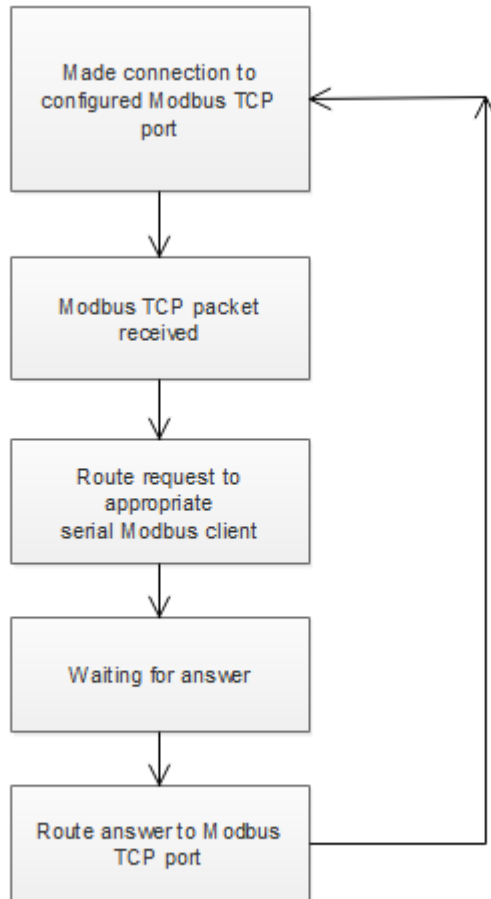 Made connection to
configured Modbus TCP
port
Modbus TCP packet
received
Route request to
appropriate
serial Modbus client
Waiting for answer
Route answer to Modbus
TCP port